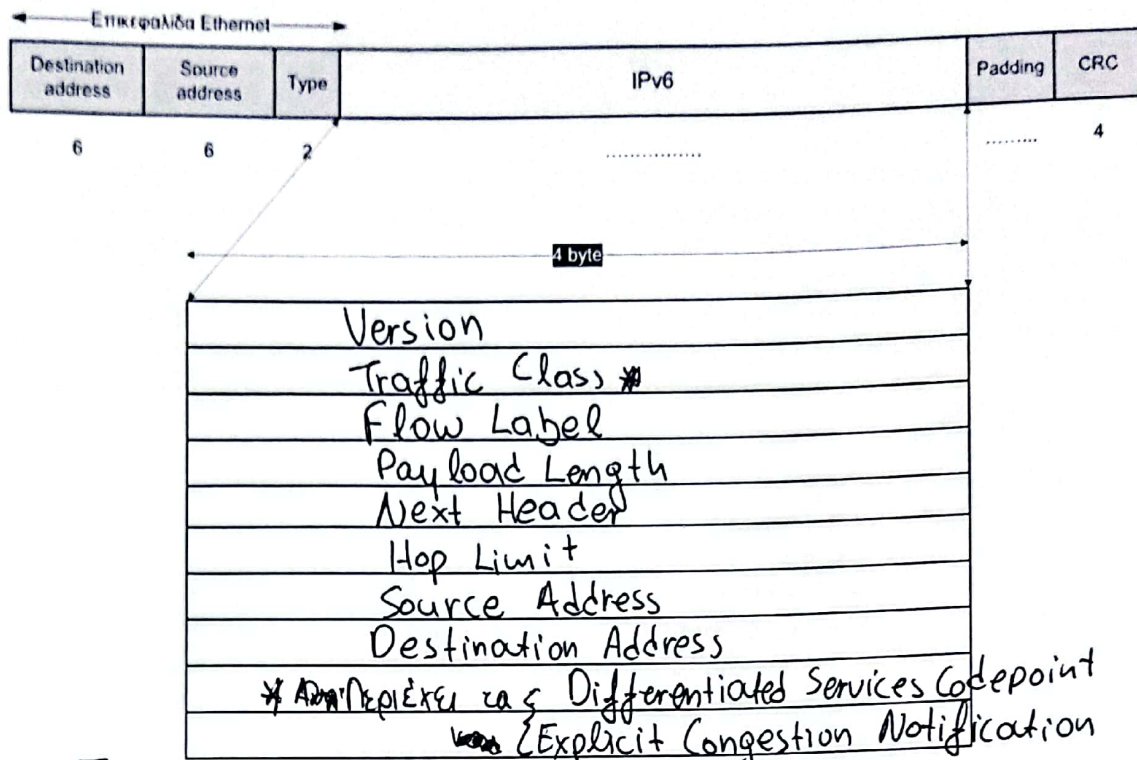 Επικεφαλίδα Ethernet
Destination address
Source address
Type
IPv6
Padding
CRC
6
6
2
................
.........
4
4 byte
Version
Traffic Class *
Flow Label
Payload Length
Next Header
Hop Limit
Source Address
Destination Address
* Περιέχει τα { Differentiated Services Codepoint
{ Explicit Congestion Notification